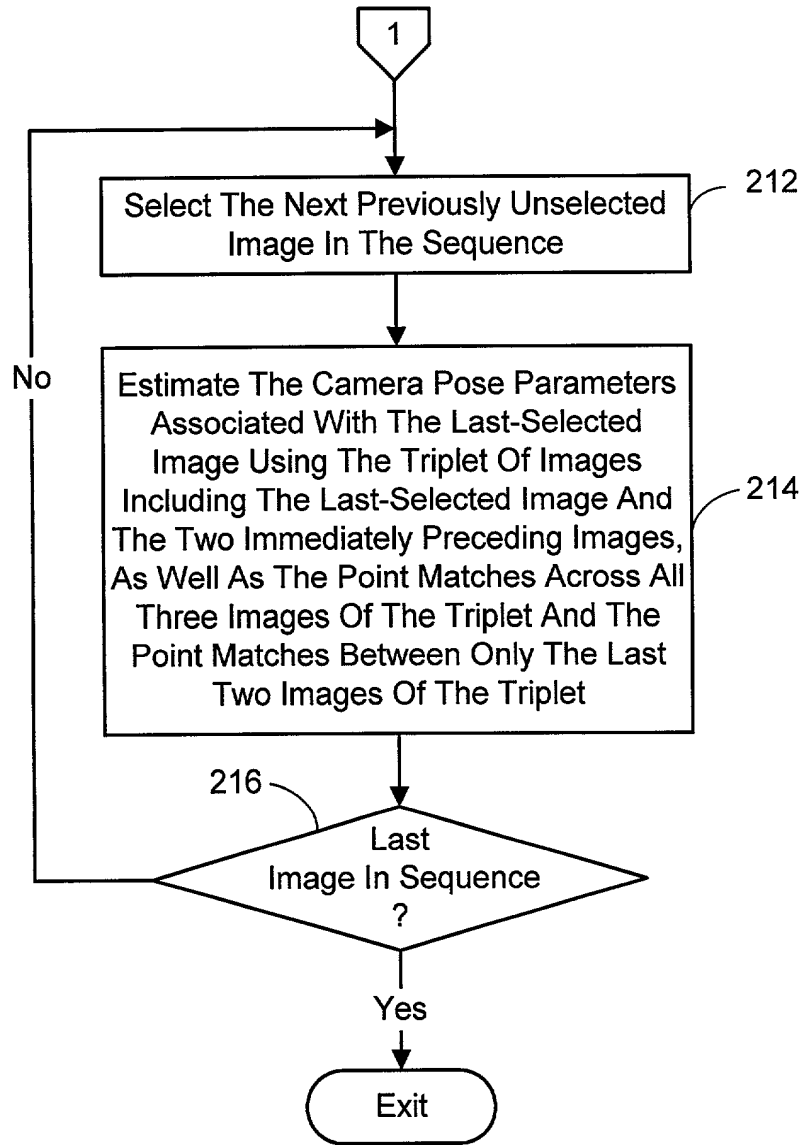 1
Select The Next Previously Unselected
Image In The Sequence
212
No
Estimate The Camera Pose Parameters
Associated With The Last-Selected
Image Using The Triplet Of Images
Including The Last-Selected Image And
The Two Immediately Preceding Images,
As Well As The Point Matches Across All
Three Images Of The Triplet And The
Point Matches Between Only The Last
Two Images Of The Triplet
214
216
Last
Image In Sequence
?
Yes
Exit